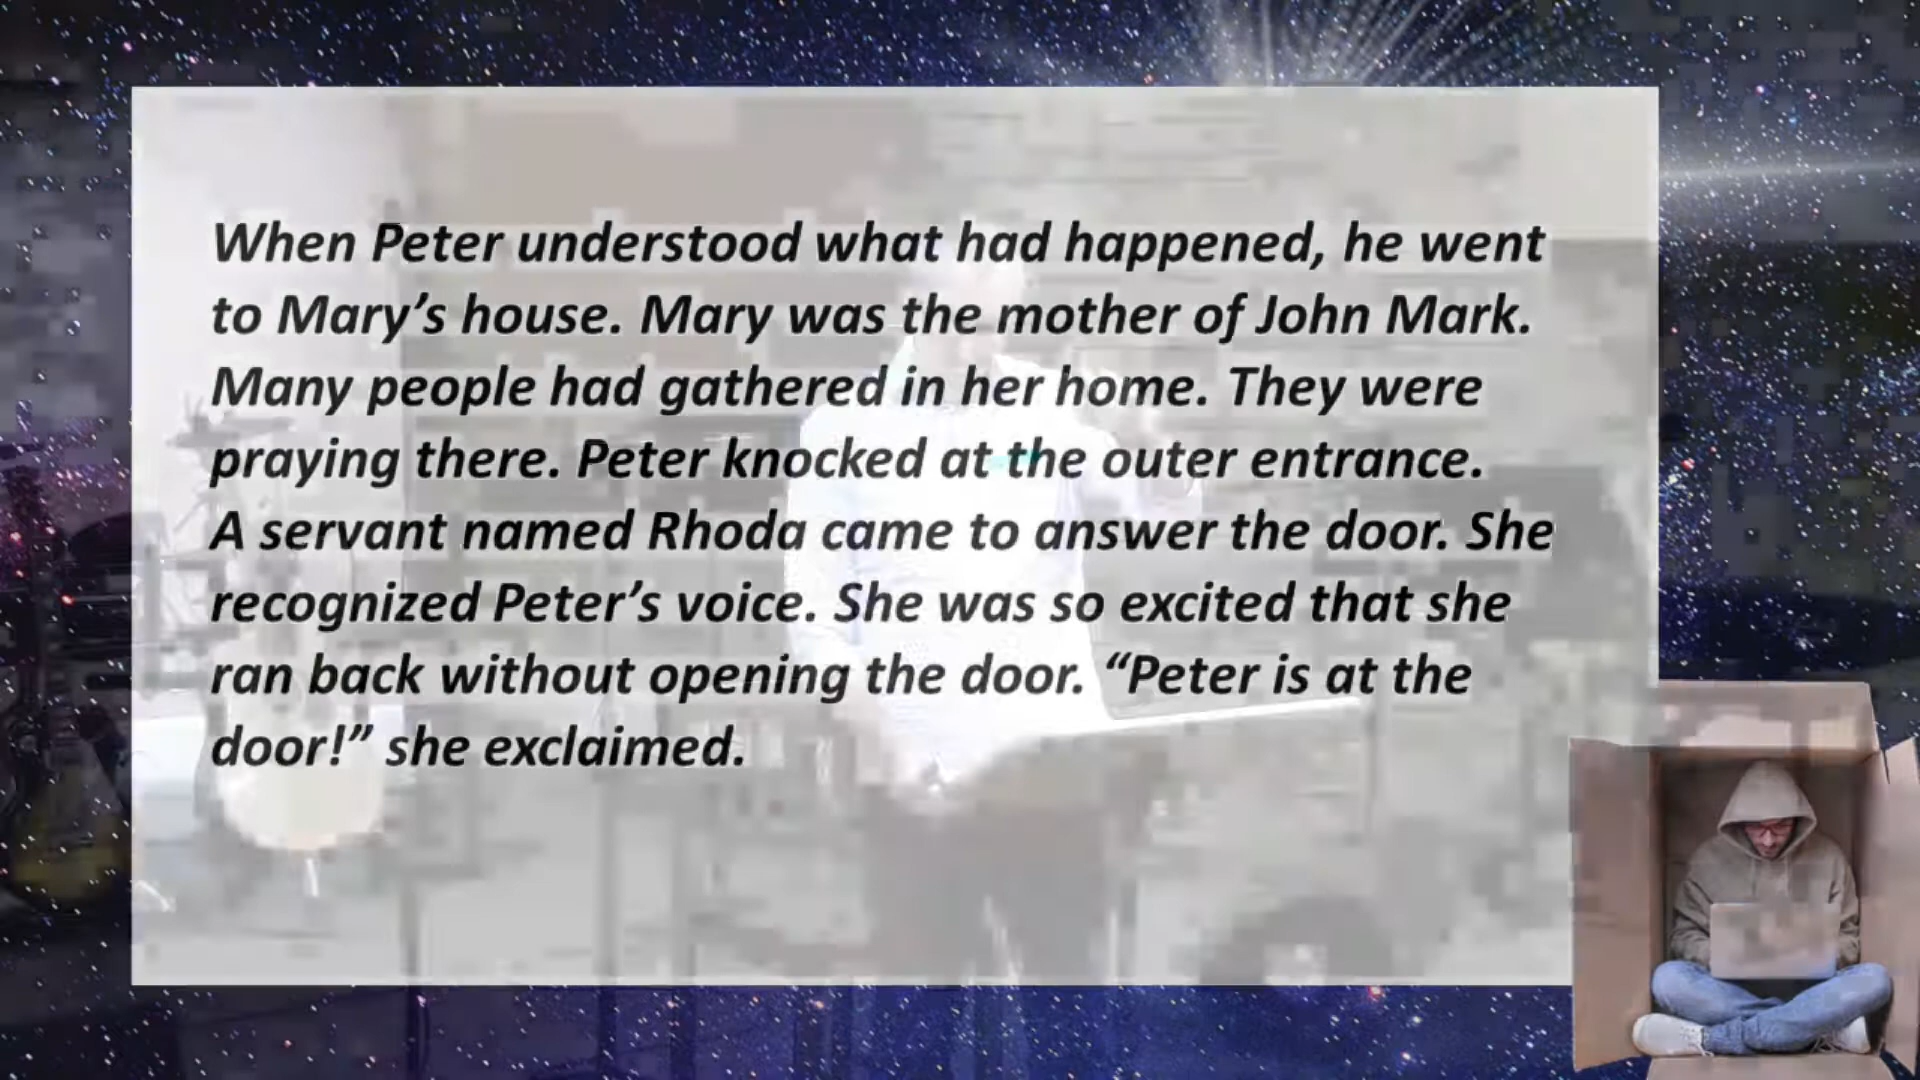 When Peter understood what had happened, he went
to Mary’s house. Mary was the mother of John Mark.
Many people had gathered in her home. They were
praying there. Peter knocked at the outer entrance.
A servant named Rhoda came to answer the door. She
recognized Peter’s voice. She was so excited that she
ran back without opening the door. “Peter is at the
door!” she exclaimed.